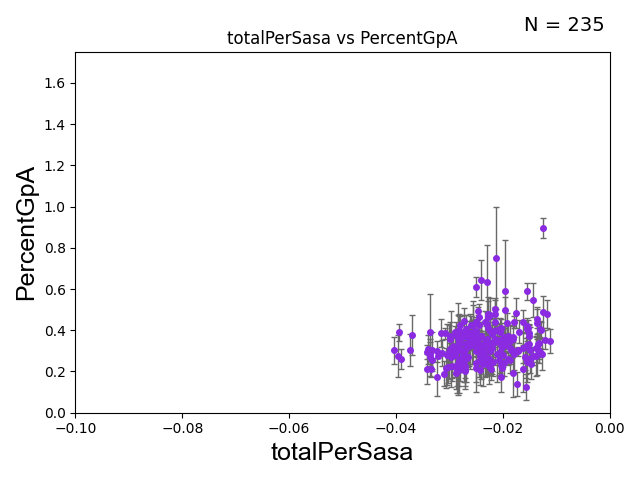 N = 235
totalPerSasa vs PercentGpA
PercentGpA
1.6
1.4
1.2
1.0
0.8
0.6
0.4
0.2
0.0
−0.10 −0.08 −0.06 −0.04 −0.02 0.00
totalPerSasa